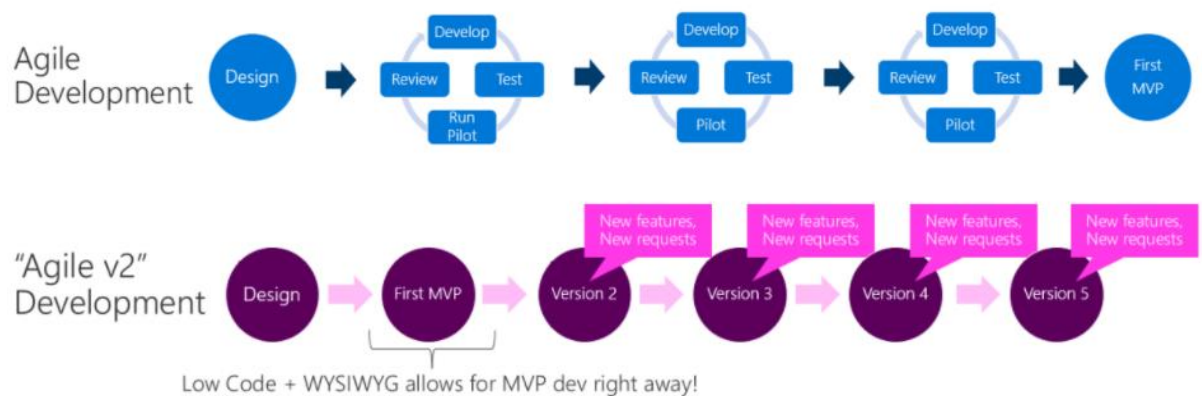 Agile
Development
Design
Develop
Review
Test
Run
Pilot
Develop
Review
Test
Pilot
Develop
Review
Test
Pilot
First
MVP
"Agile v2"
Development
Design
First MVP
Version 2
New features,
New requests
Version 3
New features,
New requests
Version 4
New features,
New requests
Version 5
New features,
New requests
Low Code + WYSIWYG allows for MVP dev right away!